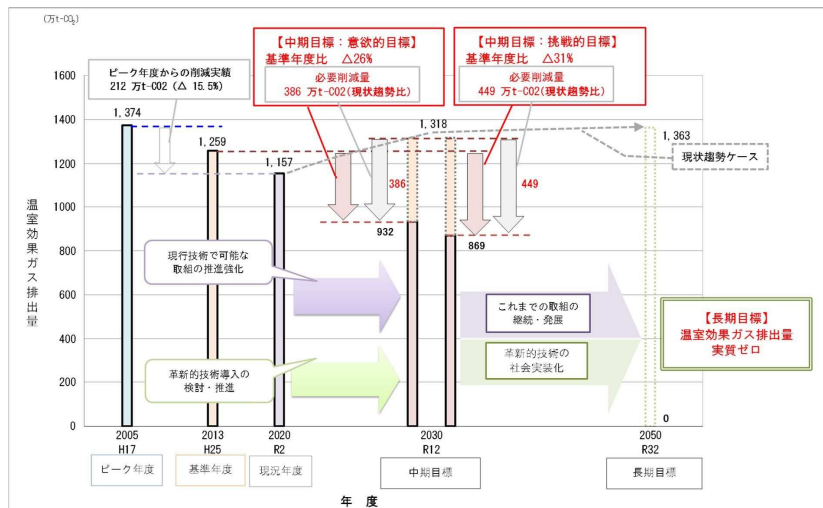 (万t-CO₂)
【中期目標：意欲的目標】
基準年度比　△26%
必要削減量
386 万t-CO2(現状趨勢比)
【中期目標：挑戦的目標】
基準年度比　△31%
必要削減量
449 万t-CO2(現状趨勢比)
ピーク年度からの削減実績
212 万t-CO2 (△ 15.5%)
1600
1400
1200
1000
800
600
400
200
0
温室効果ガス排出量
1,374
1,259
1,157
1,318
1,363
現状趨勢ケース
386
449
932
869
現行技術で可能な
取組の推進強化
これまでの取組の
継続・発展
革新的技術導入の
検討・推進
革新的技術の
社会実装化
【長期目標】
温室効果ガス排出量
実質ゼロ
0
2005
H17
2013
H25
2020
R2
2030
R12
2050
R32
ピーク年度
基準年度
現況年度
中期目標
長期目標
年　度